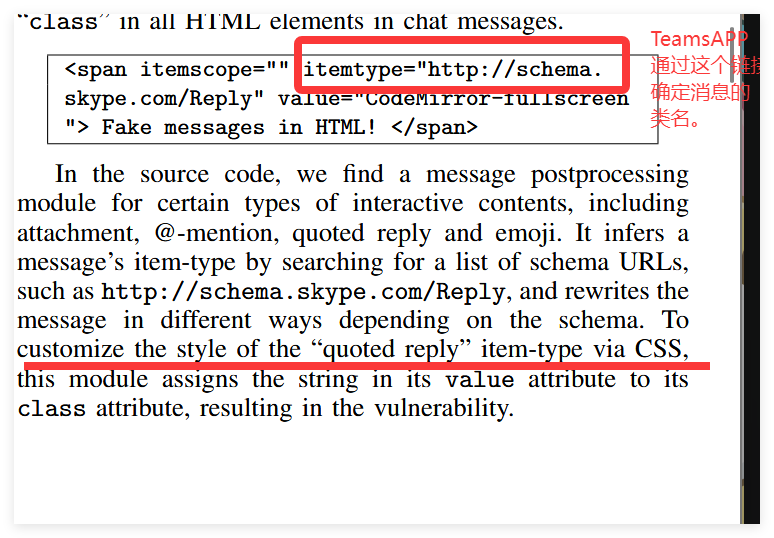 “class” in all HTML elements in chat messages.
<span itemscope="" itemtype="http://schema.
skype.com/Reply" value="CodeMirror-fullscreen
"> Fake messages in HTML! </span>
TeamsAPP
通过这个链接
确定消息的
类名。
In the source code, we find a message postprocessing
module for certain types of interactive contents, including
attachment, @-mention, quoted reply and emoji. It infers a
message’s item-type by searching for a list of schema URLs,
such as http://schema.skype.com/Reply, and rewrites the
message in different ways depending on the schema. To
customize the style of the “quoted reply” item-type via CSS,
this module assigns the string in its value attribute to its
class attribute, resulting in the vulnerability.